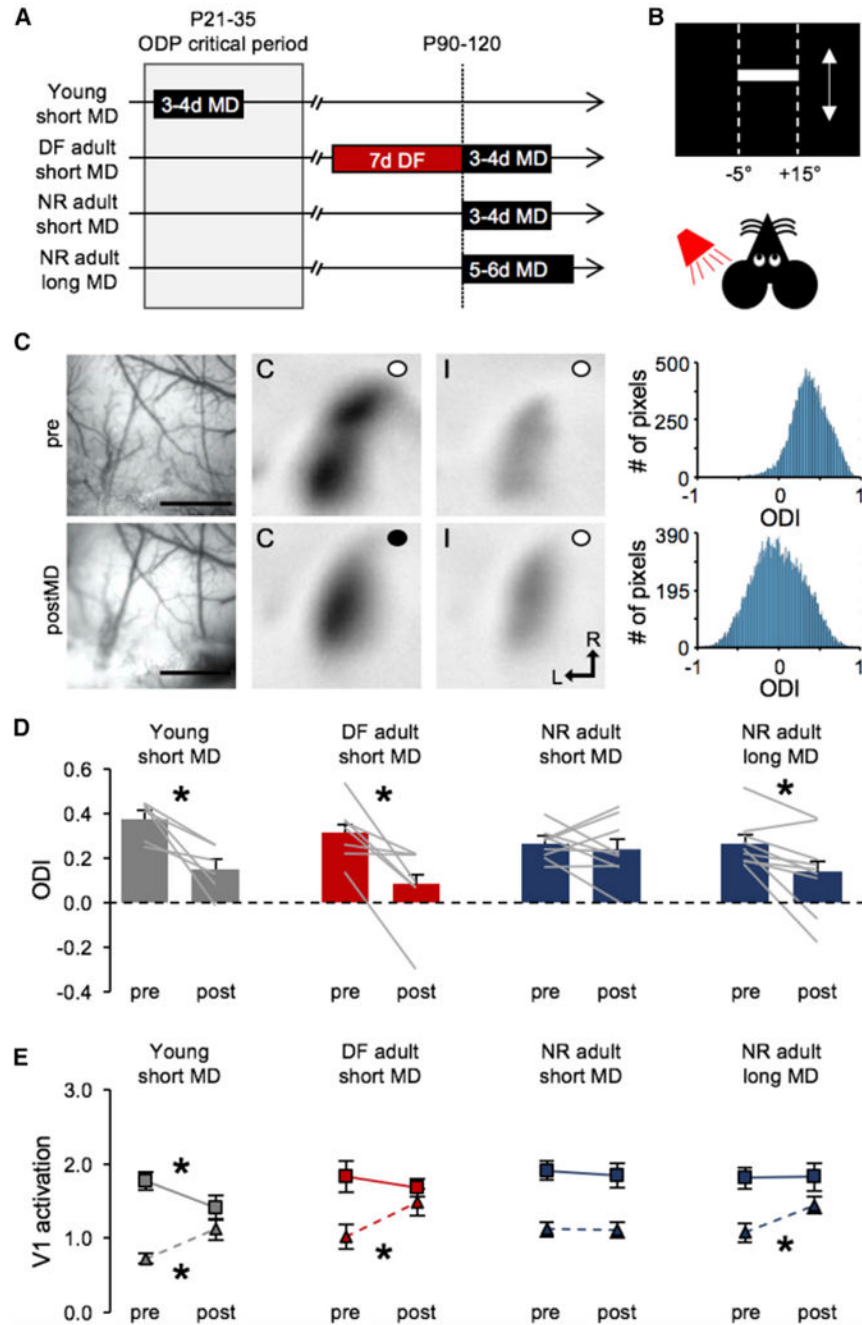 A
P21-35
ODP critical period
P90-120
Young
short MD
3-4d MD
DF adult
short MD
7d DF
3-4d MD
NR adult
short MD
3-4d MD
NR adult
long MD
5-6d MD
B
-5°
+15°
C
pre
C
I
500
250
0
# of pixels
-1
0
1
ODI
postMD
C
I
R
L
390
195
0
# of pixels
-1
0
1
ODI
D
Young
short MD
DF adult
short MD
NR adult
short MD
NR adult
long MD
0.6
0.4
0.2
0.0
-0.2
-0.4
ODI
*
*
*
pre
post
pre
post
pre
post
pre
post
E
Young
short MD
DF adult
short MD
NR adult
short MD
NR adult
long MD
3.0
2.0
1.0
0.0
V1 activation
*
*
*
*
pre
post
pre
post
pre
post
pre
post